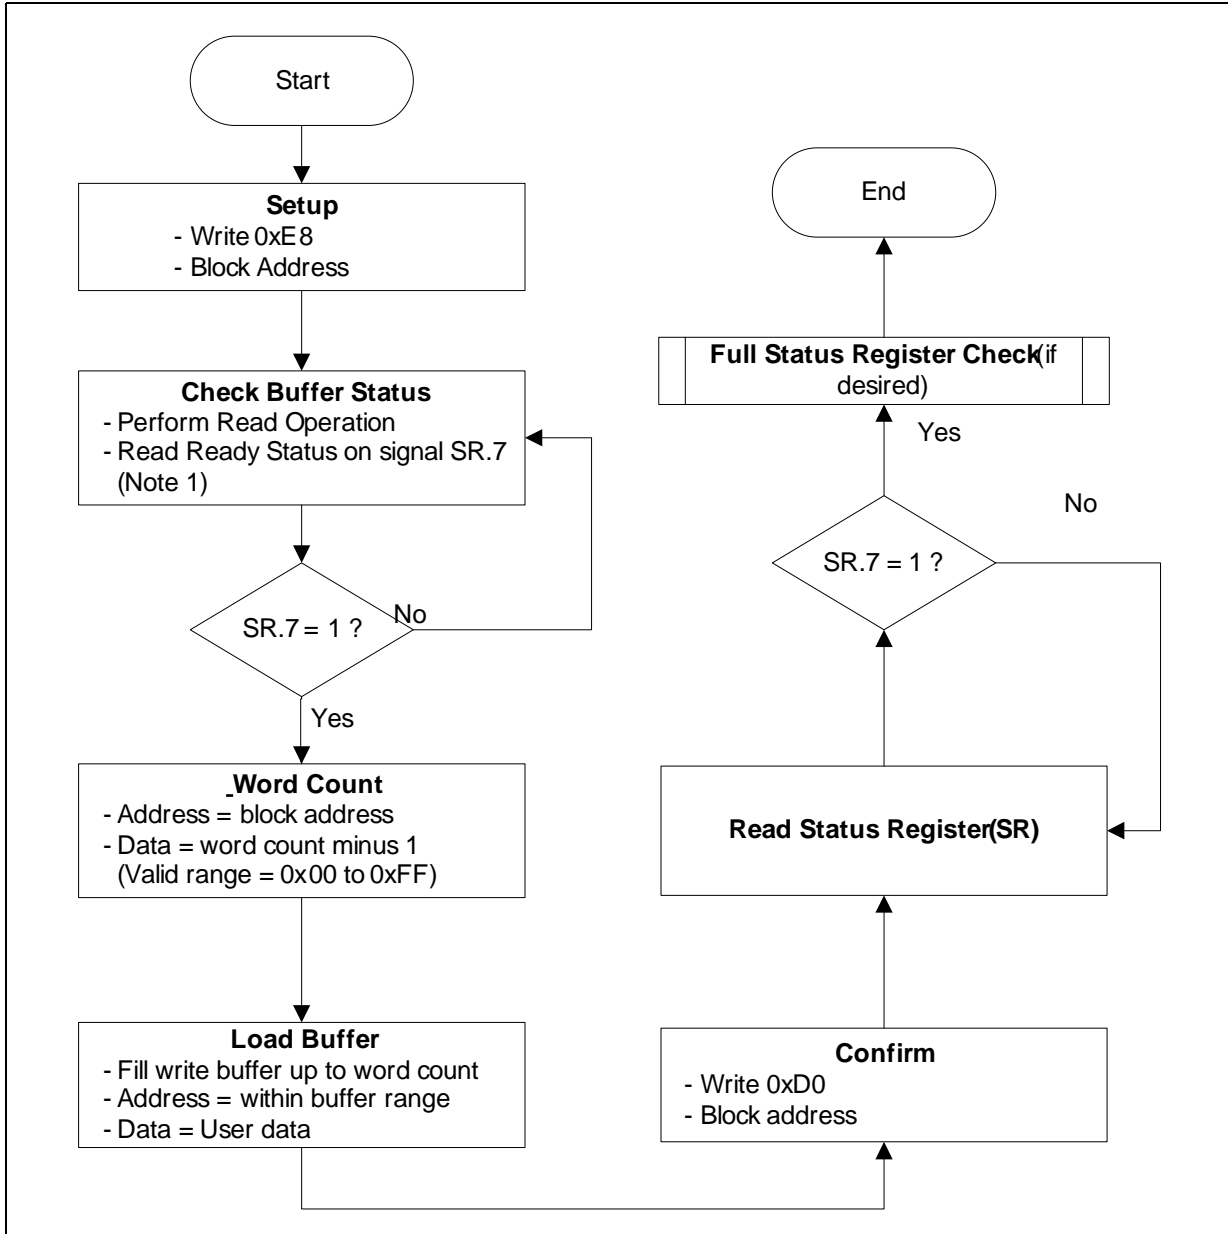 Start
Setup
- Write 0xE8
- Block Address
Check Buffer Status
- Perform Read Operation
- Read Ready Status on signal SR.7
(Note 1)
SR.7 = 1 ?
No
Yes
Word Count
- Address = block address
- Data = word count minus 1
(Valid range = 0x00 to 0xFF)
Load Buffer
- Fill write buffer up to word count
- Address = within buffer range
- Data = User data
End
Full Status Register Check(if
desired)
Yes
No
SR.7 = 1 ?
Read Status Register(SR)
Confirm
- Write 0xD0
- Block address